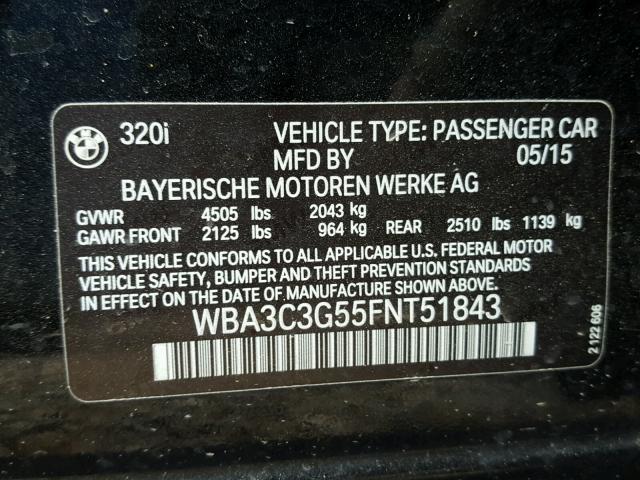 BMW
320i VEHICLE TYPE: PASSENGER CAR
MFD BY 05/15
BAYERISCHE MOTOREN WERKE AG
GVWR 4505 lbs 2043 kg
GAWR FRONT 2125 lbs 964 kg REAR 2510 lbs 1139 kg
THIS VEHICLE CONFORMS TO ALL APPLICABLE U.S. FEDERAL MOTOR
VEHICLE SAFETY, BUMPER AND THEFT PREVENTION STANDARDS
IN EFFECT ON THE DATE OF MANUFACTURE SHOWN ABOVE.
WBA3C3G55FNT51843
2 122 606